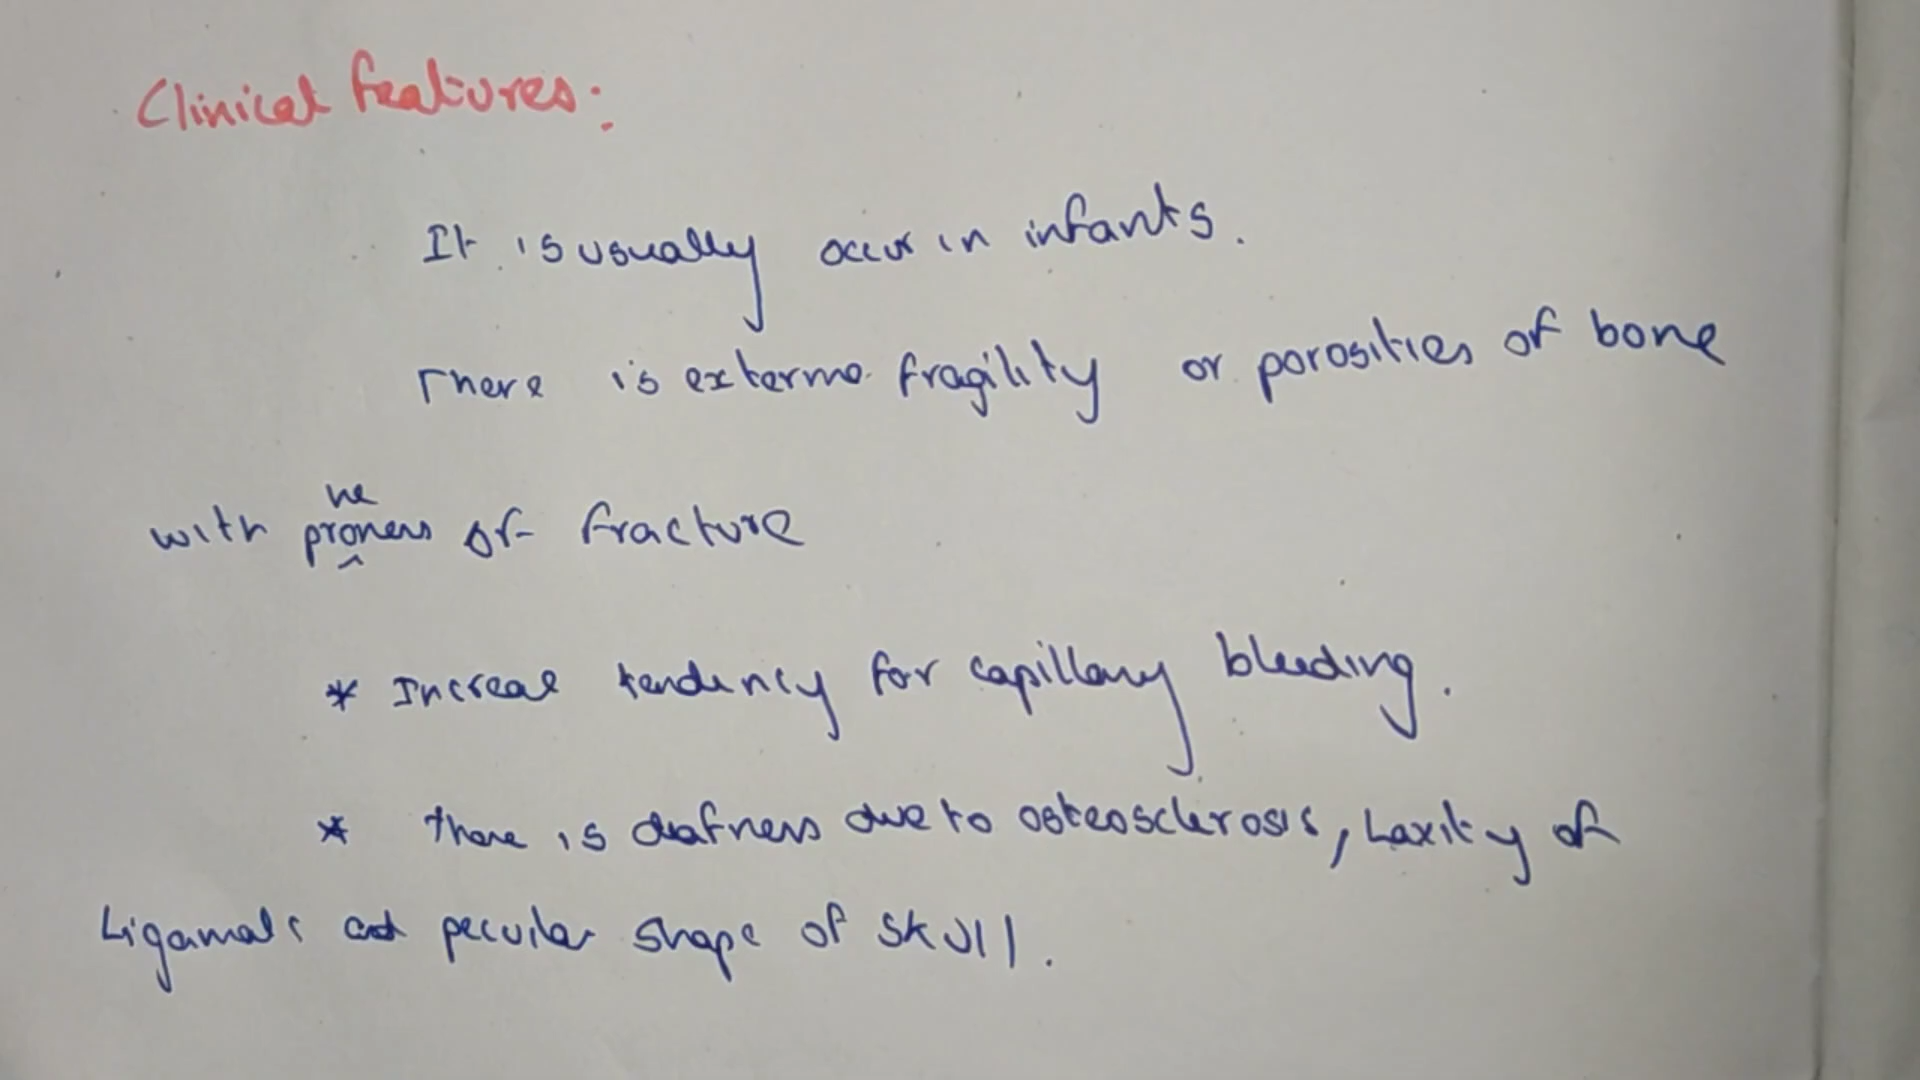 Clinical features:
It is usually occur in infants.
There is exterme fragility or porosities of bone
with proneness of fracture
* Increase tendency for capillary bleeding.
* there is deafness due to osteosclerosis, Laxity of
Ligamals and peculiar shape of skull.